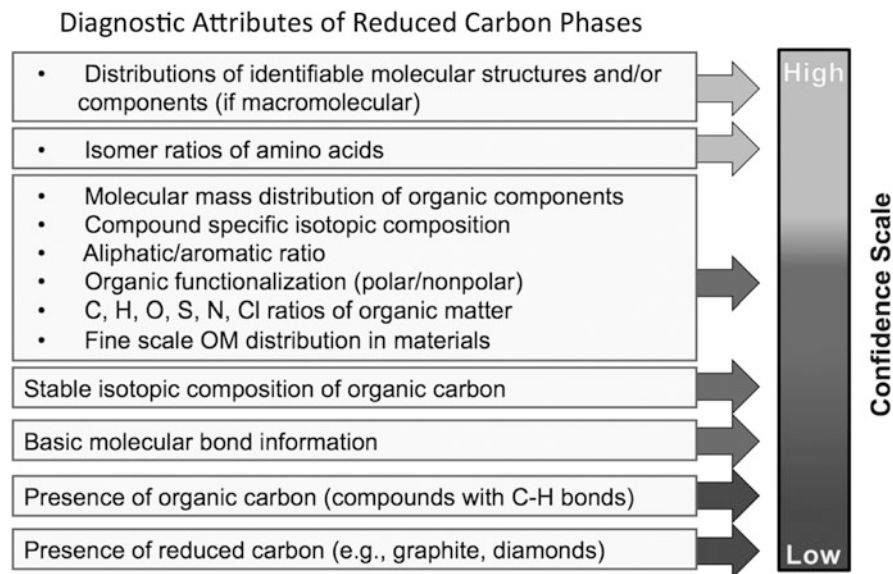 Diagnostic Attributes of Reduced Carbon Phases
• Distributions of identifiable molecular structures and/or
components (if macromolecular)
• Isomer ratios of amino acids
• Molecular mass distribution of organic components
• Compound specific isotopic composition
• Aliphatic/aromatic ratio
• Organic functionalization (polar/nonpolar)
• C, H, O, S, N, Cl ratios of organic matter
• Fine scale OM distribution in materials
Stable isotopic composition of organic carbon
Basic molecular bond information
Presence of organic carbon (compounds with C-H bonds)
Presence of reduced carbon (e.g., graphite, diamonds)
High
Low
Confidence Scale